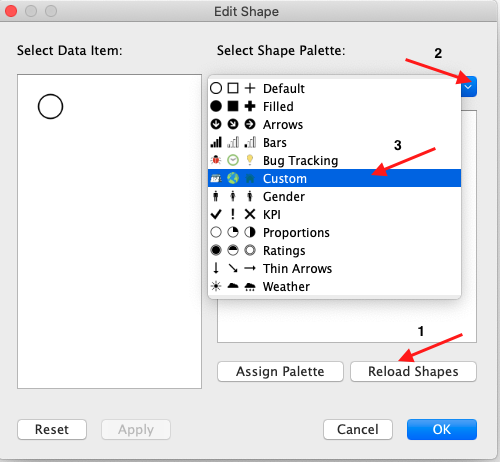 Edit Shape
Select Data Item:
Select Shape Palette:
2
Default
Filled
Arrows
Bars
3
Bug Tracking
Custom
Gender
KPI
Proportions
Ratings
Thin Arrows
Weather
1
Assign Palette
Reload Shapes
Reset
Apply
Cancel
OK